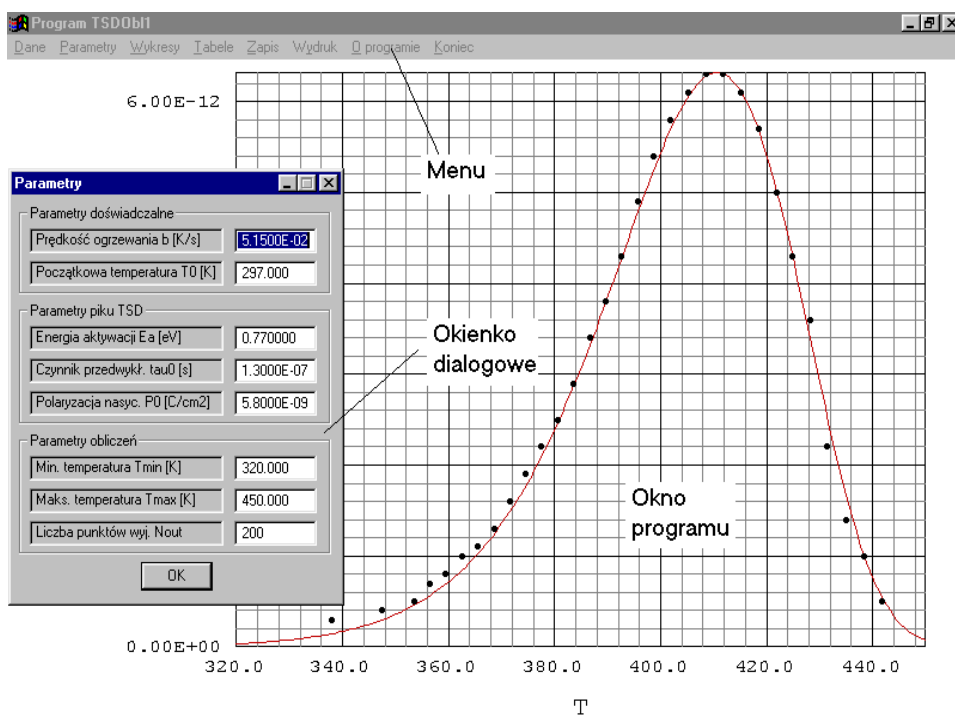 Program TSDObl1
Dane Parametry Wykresy Tabele Zapis Wydruk O programie Koniec
6.00E-12
Menu
Parametry
Parametry doświadczalne
Prędkość ogrzewania b [K/s] 5.1500E-02
Początkowa temperatura T0 [K] 297.000
Parametry piku TSD
Energia aktywacji Ea [eV] 0.770000
Czynnik przedwykł. tau0 [s] 1.3000E-07
Polaryzacja nasyc. P0 [C/cm2] 5.8000E-09
Parametry obliczeń
Min. temperatura Tmin [K] 320.000
Maks. temperatura Tmax [K] 450.000
Liczba punktów wyj. Nout 200
OK
Okienko
dialogowe
Okno
programu
0.00E+00
320.0 340.0 360.0 380.0 400.0 420.0 440.0
T